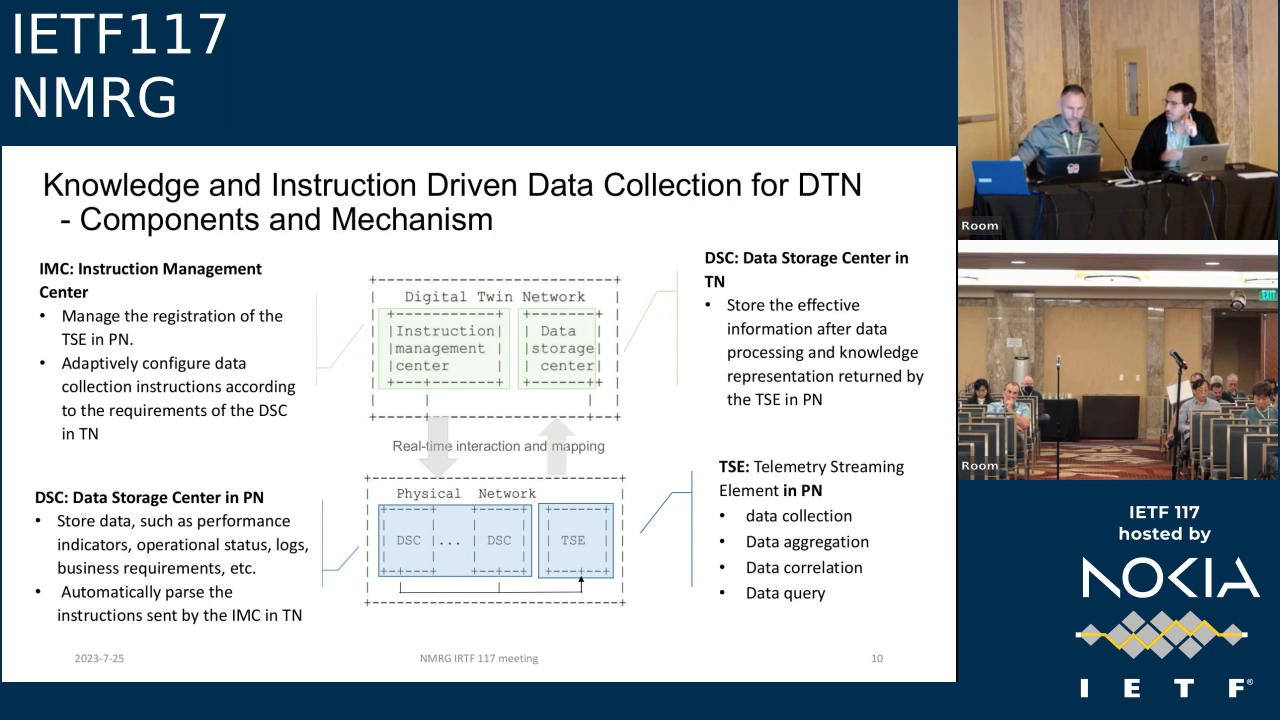 IETF117
NMRG
Knowledge and Instruction Driven Data Collection for DTN
- Components and Mechanism
IMC: Instruction Management
Center
• Manage the registration of the
TSE in PN.
• Adaptively configure data
collection instructions according
to the requirements of the DSC
in TN
DSC: Data Storage Center in PN
• Store data, such as performance
indicators, operational status, logs,
business requirements, etc.
• Automatically parse the
instructions sent by the IMC in TN
Digital Twin Network
Instruction
management
center
Data
storage
center
Real-time interaction and mapping
Physical Network
DSC ... DSC TSE
DSC: Data Storage Center in
TN
• Store the effective
information after data
processing and knowledge
representation returned by
the TSE in PN
TSE: Telemetry Streaming
Element in PN
• data collection
• Data aggregation
• Data correlation
• Data query
2023-7-25
NMRG IRTF 117 meeting
10
Room
EXIT
Room
IETF 117
hosted by
NOKIA
I E T F®